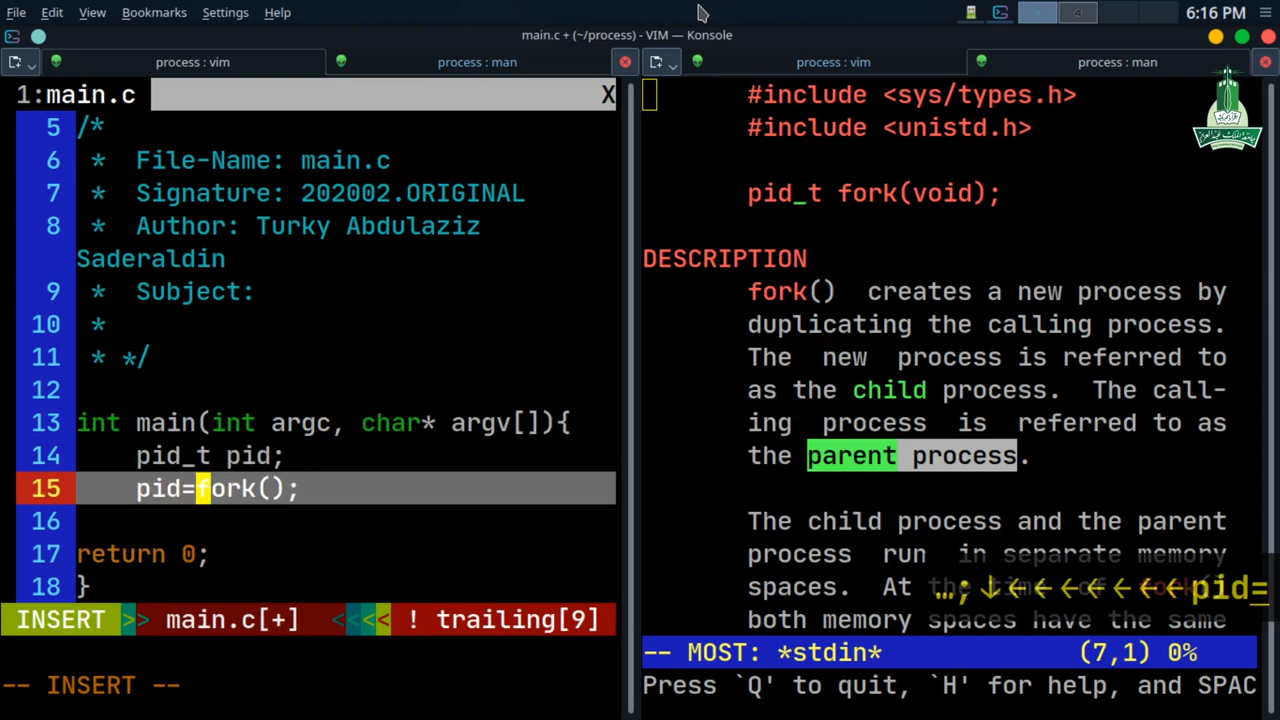 File Edit View Bookmarks Settings Help
6:16 PM
main.c + (~/process) - VIM — Konsole
process : vim
process : man
process : vim
process : man
1:main.c X
5 /*
6 * File-Name: main.c
7 * Signature: 202002.ORIGINAL
8 * Author: Turky Abdulaziz
Saderaldin
9 * Subject:
10 *
11 * */
12
13 int main(int argc, char* argv[]){
14 pid_t pid;
15 pid=fork();
16
17 return 0;
18 }
INSERT >> main.c[+] <<<< ! trailing[9]
-- INSERT --
#include <sys/types.h>
#include <unistd.h>
pid_t fork(void);
DESCRIPTION
fork() creates a new process by
duplicating the calling process.
The new process is referred to
as the child process. The call-
ing process is referred to as
the parent process.
The child process and the parent
process run in separate memory
spaces. At the time of fork()
both memory spaces have the same
…;↓←←←←←←←pid=
-- MOST: *stdin* (7,1) 0%
Press `Q' to quit, `H' for help, and SPAC